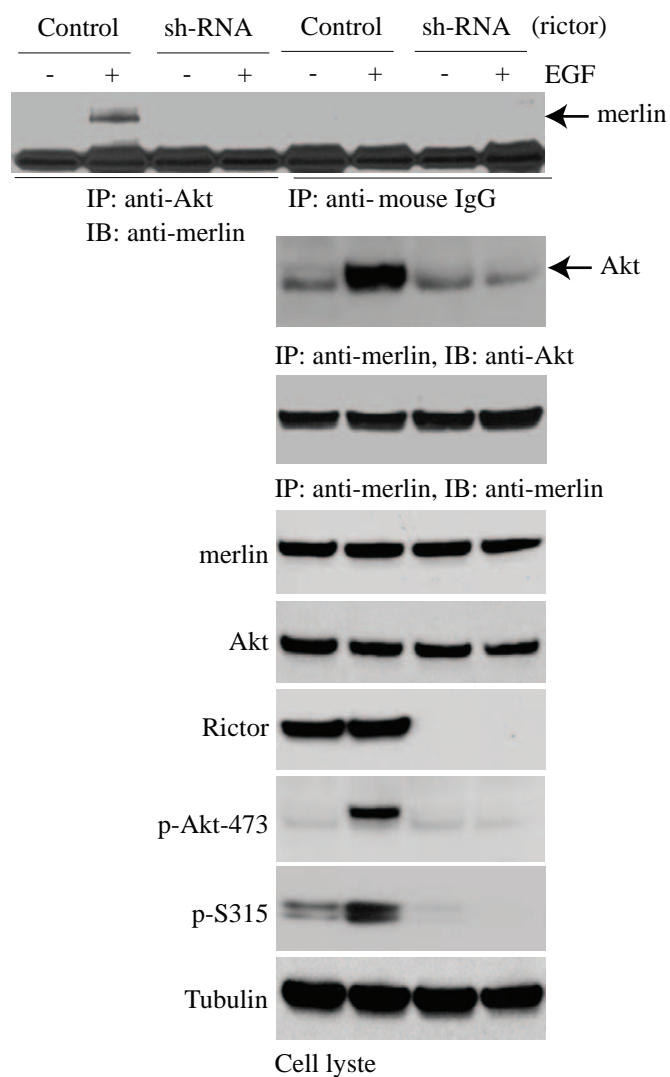 Control sh-RNA Control sh-RNA (rictor)
- + - + - + - + EGF
merlin
IP: anti-Akt IP: anti-mouse IgG
IB: anti-merlin
Akt
IP: anti-merlin, IB: anti-Akt
IP: anti-merlin, IB: anti-merlin
merlin
Akt
Rictor
p-Akt-473
p-S315
Tubulin
Cell lyste